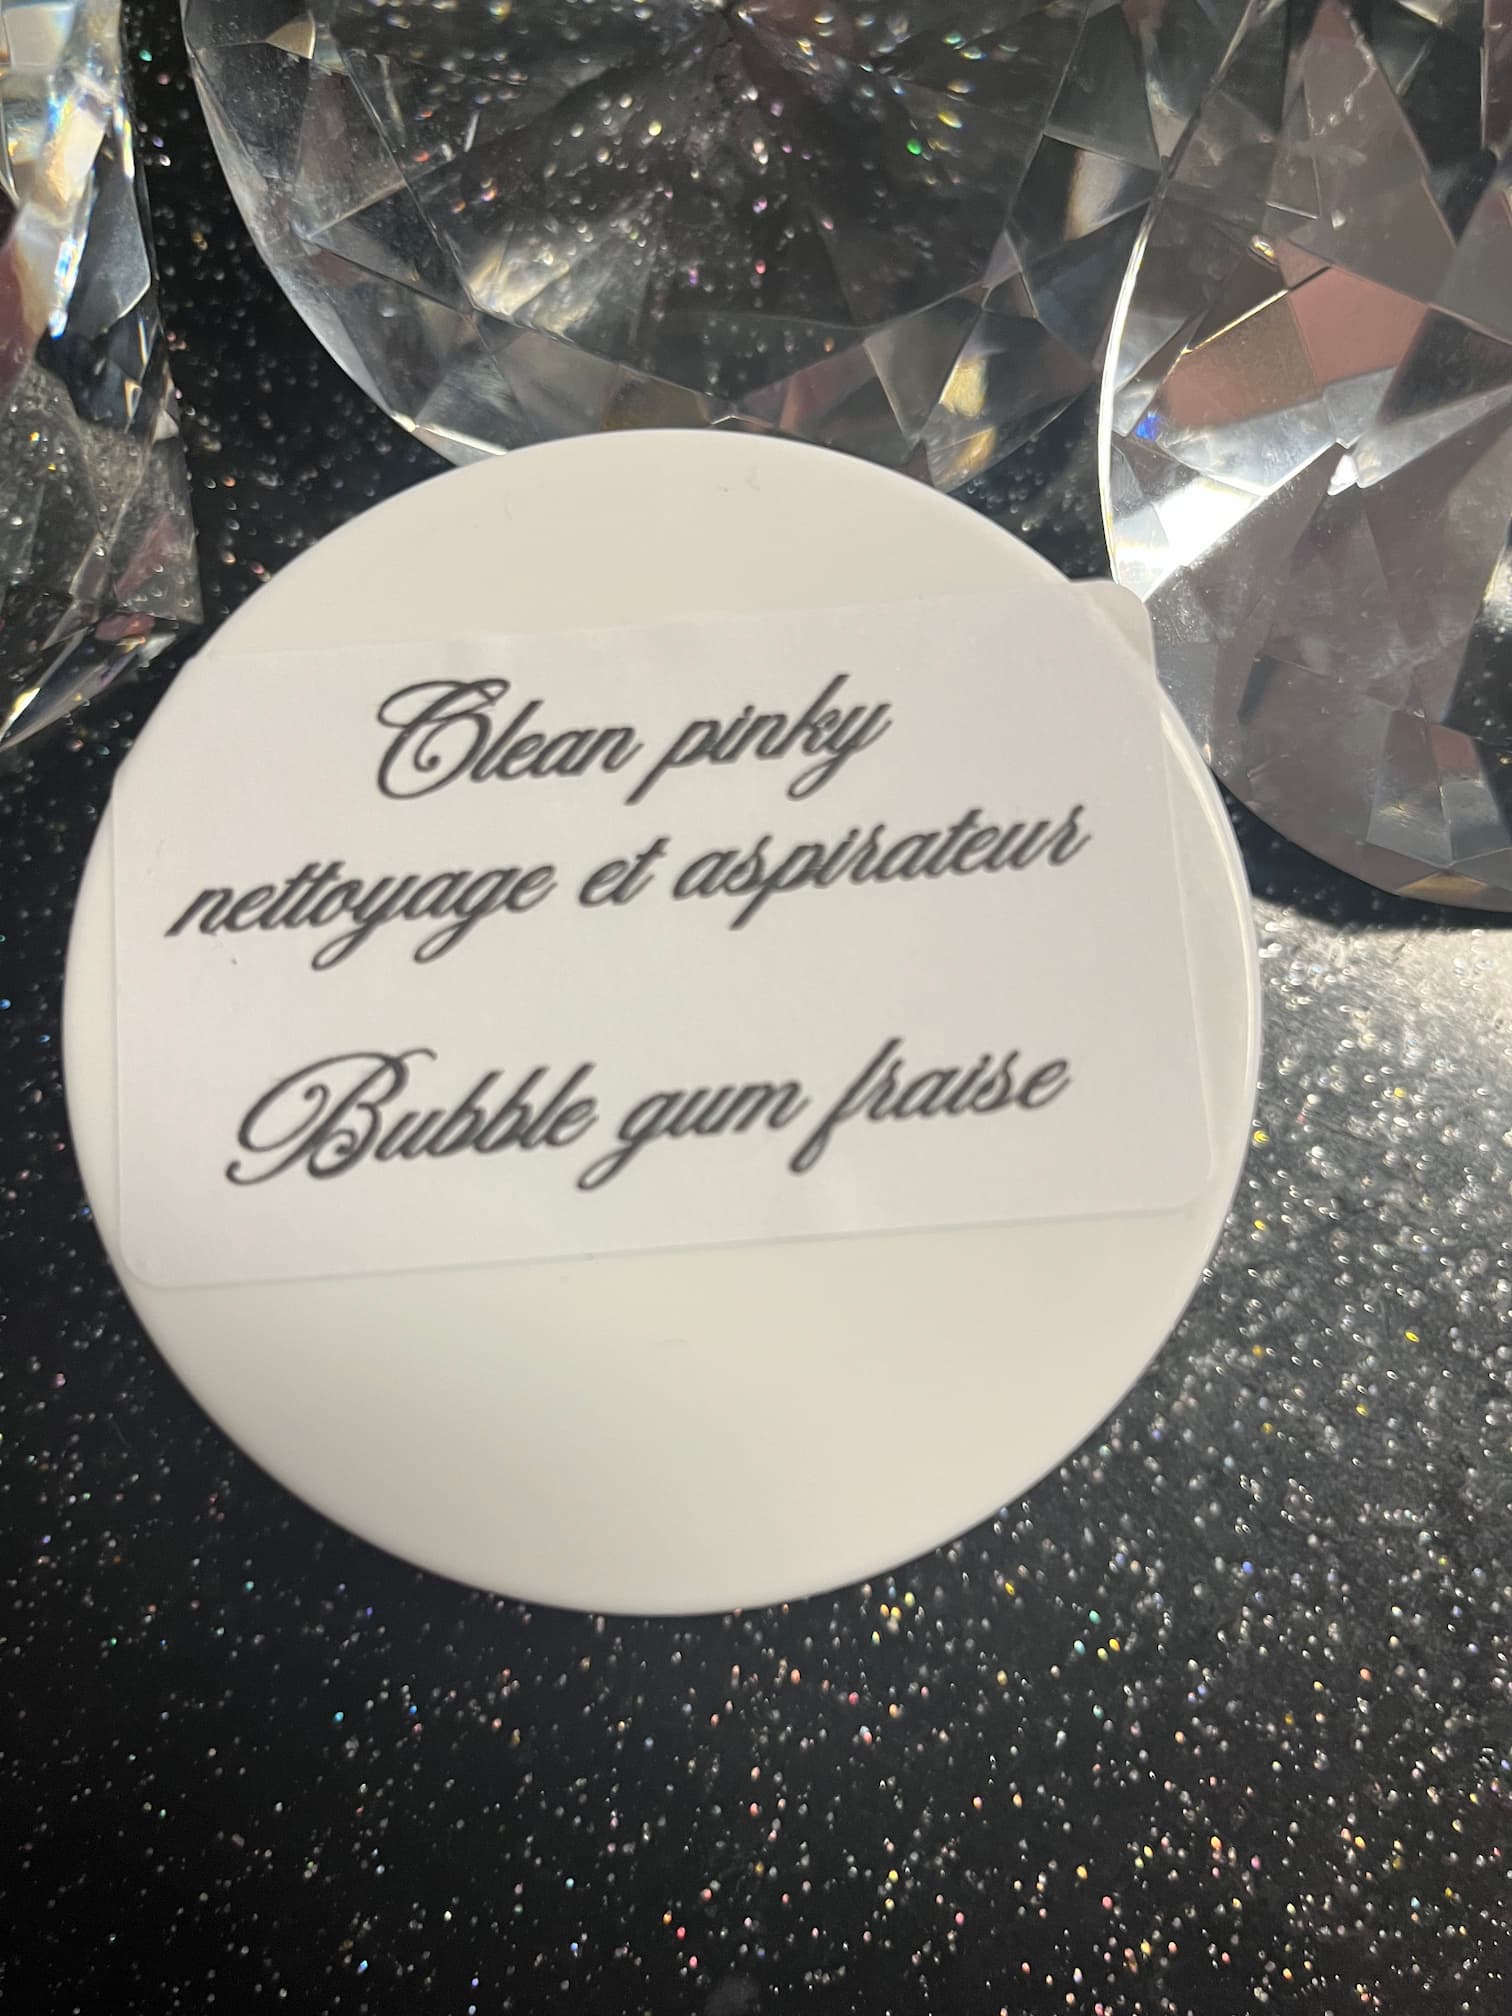 Clean pinky
nettoyage et aspirateur
Bubble gum fraise